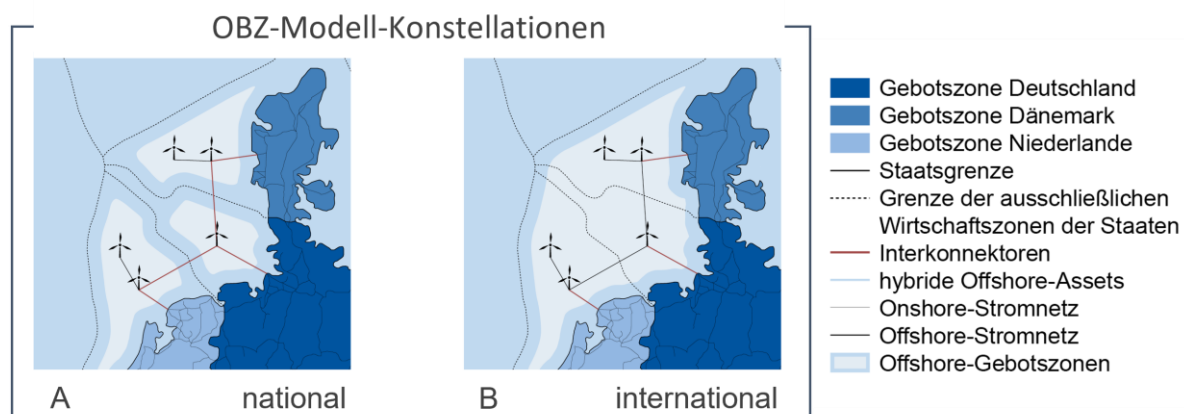 OBZ-Modell-Konstellationen
A national
B international
Gebotszone Deutschland
Gebotszone Dänemark
Gebotszone Niederlande
Staatsgrenze
Grenze der ausschließlichen
Wirtschaftszonen der Staaten
Interkonnektoren
hybride Offshore-Assets
Onshore-Stromnetz
Offshore-Stromnetz
Offshore-Gebotszonen